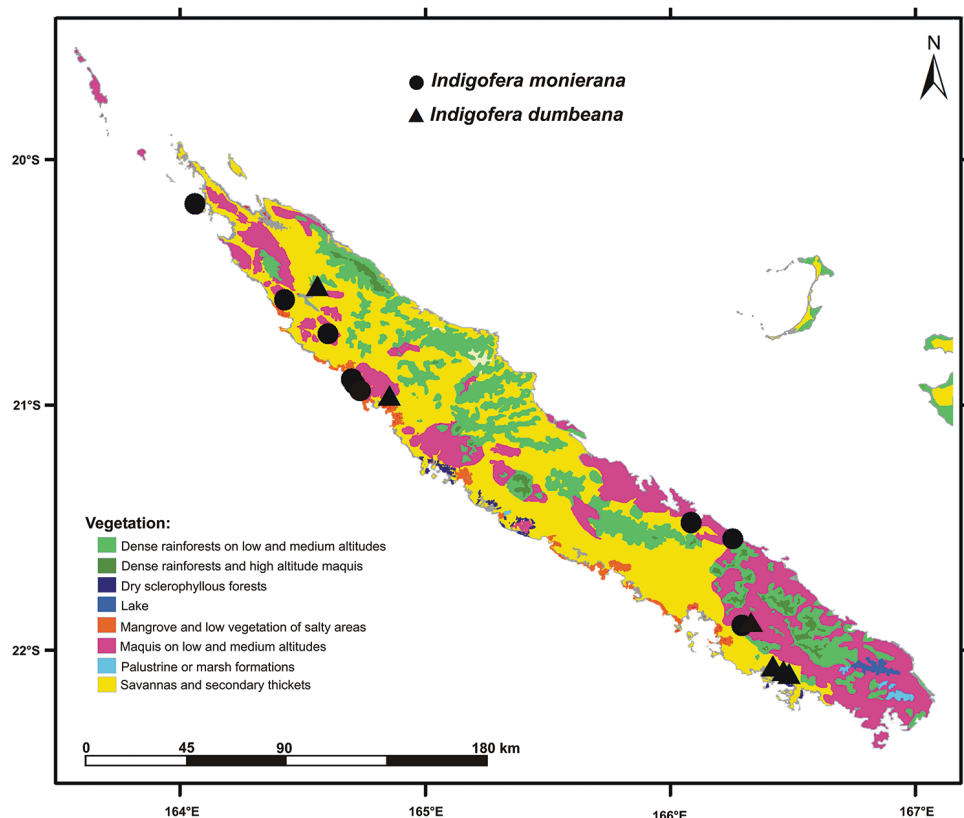 N
Indigofera monierana
Indigofera dumbeana
20°S
21°S
22°S
Vegetation:
Dense rainforests on low and medium altitudes
Dense rainforests and high altitude maquis
Dry sclerophyllous forests
Lake
Mangrove and low vegetation of salty areas
Maquis on low and medium altitudes
Palustrine or marsh formations
Savannas and secondary thickets
0 45 90 180 km
164°E 165°E 166°E 167°E